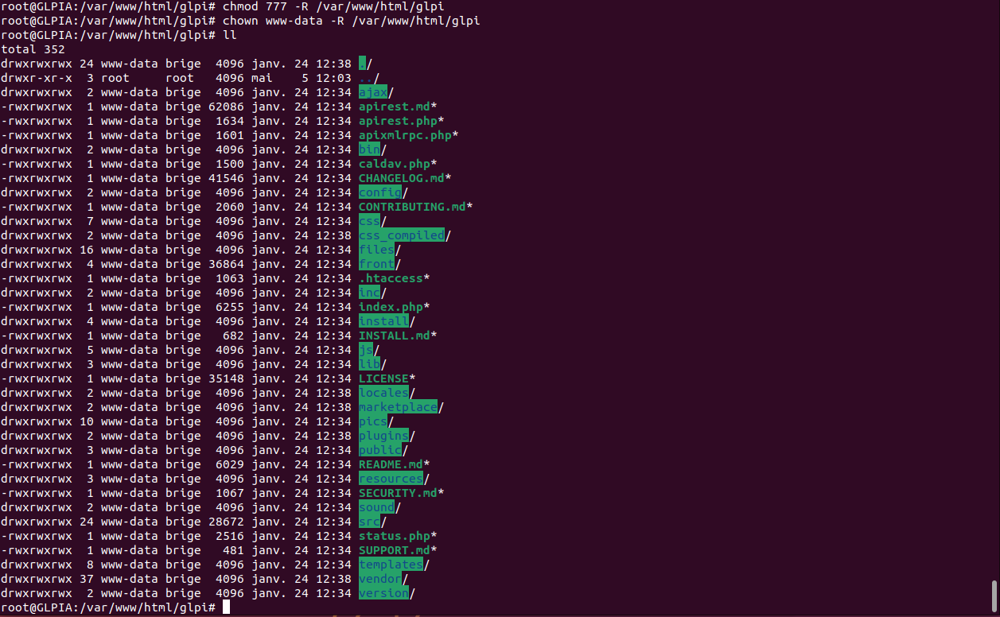 root@GLPIA:/var/www/html/glpi# chmod 777 -R /var/www/html/glpi
root@GLPIA:/var/www/html/glpi# chown www-data -R /var/www/html/glpi
root@GLPIA:/var/www/html/glpi# ll
total 352
drwxrwxrwx 24 www-data brige  4096 janv. 24 12:38 ./
drwxr-xr-x  3 root     root   4096 mai    5 12:03 ../
drwxrwxrwx  2 www-data brige  4096 janv. 24 12:34 ajax/
-rwxrwxrwx  1 www-data brige 62086 janv. 24 12:34 apirest.md*
-rwxrwxrwx  1 www-data brige  1634 janv. 24 12:34 apirest.php*
-rwxrwxrwx  1 www-data brige  1601 janv. 24 12:34 apixmlrpc.php*
drwxrwxrwx  2 www-data brige  4096 janv. 24 12:34 bin/
-rwxrwxrwx  1 www-data brige  1500 janv. 24 12:34 caldav.php*
-rwxrwxrwx  1 www-data brige 41546 janv. 24 12:34 CHANGELOG.md*
drwxrwxrwx  2 www-data brige  4096 janv. 24 12:34 config/
-rwxrwxrwx  1 www-data brige  2060 janv. 24 12:34 CONTRIBUTING.md*
drwxrwxrwx  7 www-data brige  4096 janv. 24 12:34 css/
drwxrwxrwx  2 www-data brige  4096 janv. 24 12:38 css_compiled/
drwxrwxrwx 16 www-data brige  4096 janv. 24 12:34 files/
drwxrwxrwx  4 www-data brige 36864 janv. 24 12:34 front/
-rwxrwxrwx  1 www-data brige  1063 janv. 24 12:34 .htaccess*
drwxrwxrwx  2 www-data brige  4096 janv. 24 12:34 inc/
-rwxrwxrwx  1 www-data brige  6255 janv. 24 12:34 index.php*
drwxrwxrwx  4 www-data brige  4096 janv. 24 12:34 install/
-rwxrwxrwx  1 www-data brige   682 janv. 24 12:34 INSTALL.md*
drwxrwxrwx  5 www-data brige  4096 janv. 24 12:34 js/
drwxrwxrwx  3 www-data brige  4096 janv. 24 12:34 lib/
-rwxrwxrwx  1 www-data brige 35148 janv. 24 12:34 LICENSE*
drwxrwxrwx  2 www-data brige  4096 janv. 24 12:38 locales/
drwxrwxrwx  2 www-data brige  4096 janv. 24 12:38 marketplace/
drwxrwxrwx 10 www-data brige  4096 janv. 24 12:34 pics/
drwxrwxrwx  2 www-data brige  4096 janv. 24 12:38 plugins/
drwxrwxrwx  3 www-data brige  4096 janv. 24 12:34 public/
-rwxrwxrwx  1 www-data brige  6029 janv. 24 12:34 README.md*
drwxrwxrwx  3 www-data brige  4096 janv. 24 12:34 resources/
-rwxrwxrwx  1 www-data brige  1067 janv. 24 12:34 SECURITY.md*
drwxrwxrwx  2 www-data brige  4096 janv. 24 12:34 sound/
drwxrwxrwx 24 www-data brige 28672 janv. 24 12:34 src/
-rwxrwxrwx  1 www-data brige  2516 janv. 24 12:34 status.php*
-rwxrwxrwx  1 www-data brige   481 janv. 24 12:34 SUPPORT.md*
drwxrwxrwx  8 www-data brige  4096 janv. 24 12:34 templates/
drwxrwxrwx 37 www-data brige  4096 janv. 24 12:38 vendor/
drwxrwxrwx  2 www-data brige  4096 janv. 24 12:34 version/
root@GLPIA:/var/www/html/glpi#